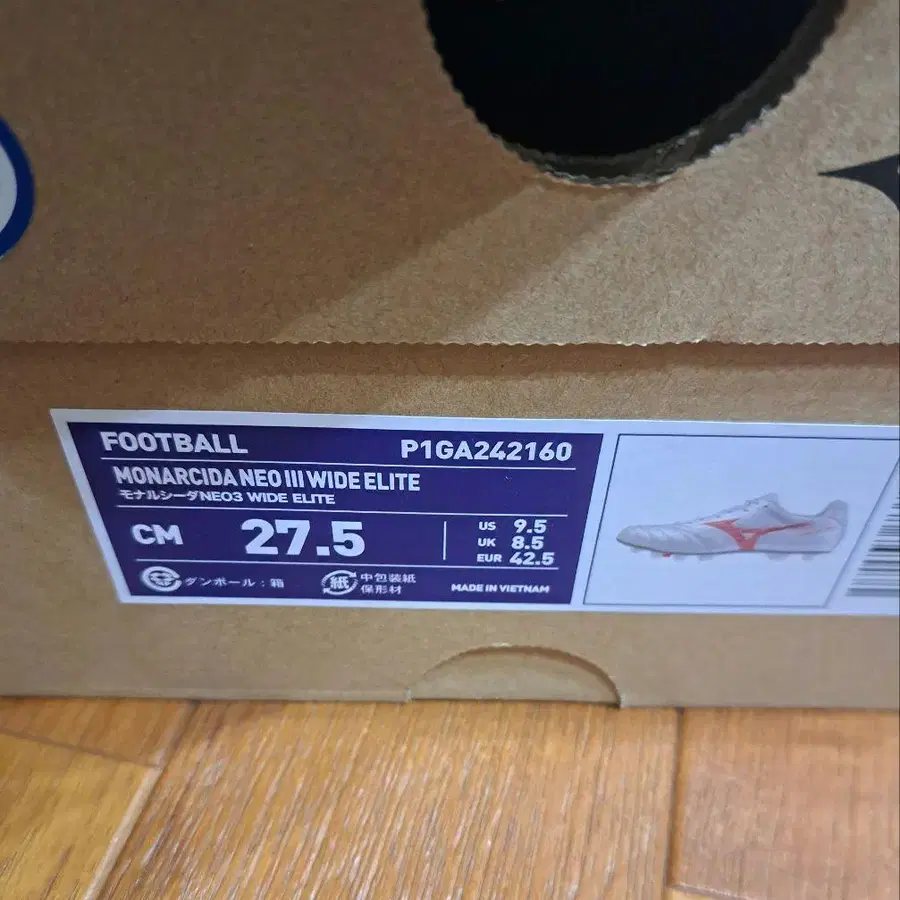 FOOTBALL P1GA242160
MONARCIDA NEO III WIDE ELITE
モナルシーダNEO3 WIDE ELITE
CM 27.5
US 9.5
UK 8.5
EUR 42.5
ダンボール：箱
紙 中包装紙
保形材
MADE IN VIETNAM